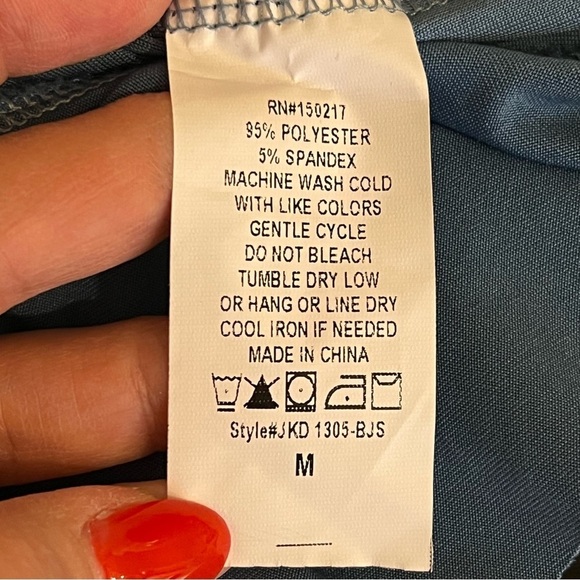 RN#150217
95% POLYESTER
5% SPANDEX
MACHINE WASH COLD
WITH LIKE COLORS
GENTLE CYCLE
DO NOT BLEACH
TUMBLE DRY LOW
OR HANG OR LINE DRY
COOL IRON IF NEEDED
MADE IN CHINA
Style#JKD 1305-BJS
M